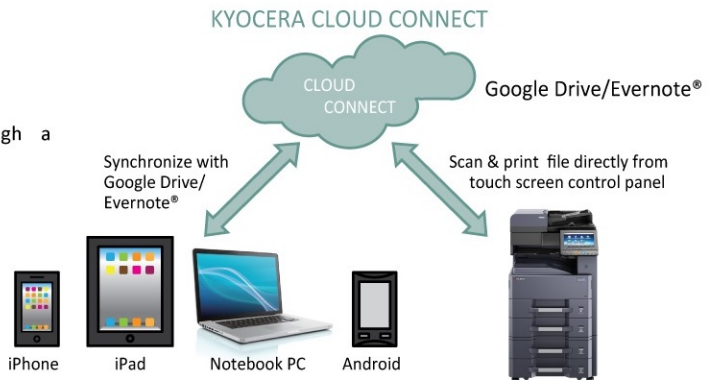 KYOCERA CLOUD CONNECT
CLOUD
CONNECT
Google Drive/Evernote®
gh a
Synchronize with
Google Drive/
Evernote®
Scan & print file directly from
touch screen control panel
iPhone
iPad
Notebook PC
Android